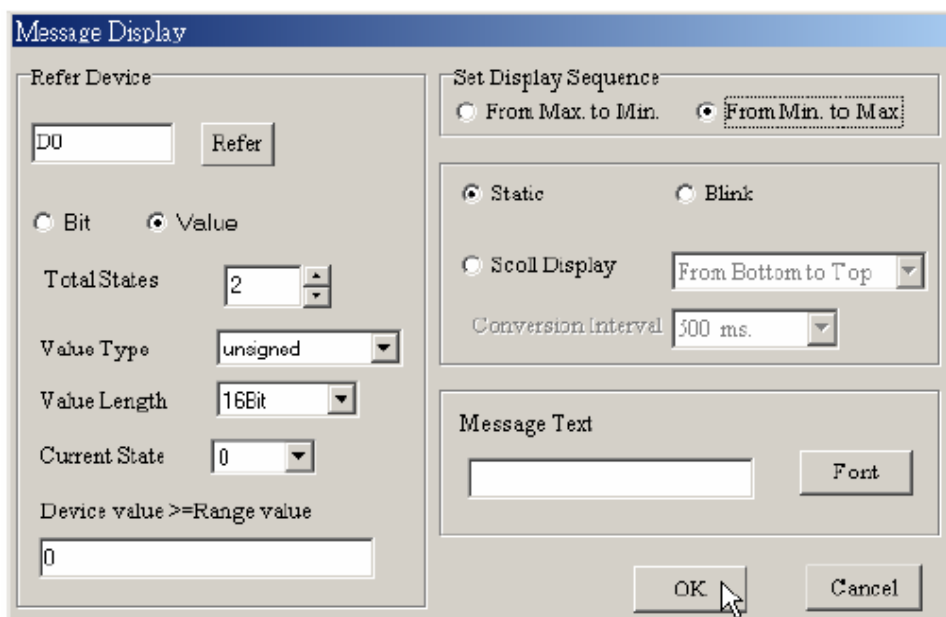 Message Display
Refer Device
D0
Refer
Bit
Value
Total States
2
Value Type
unsigned
Value Length
16Bit
Current State
0
Device value >=Range value
0
Set Display Sequence
From Max. to Min.
From Min. to Max
Static
Blink
Scoll Display
From Bottom to Top
Conversion Interval
500 ms.
Message Text
Font
OK
Cancel